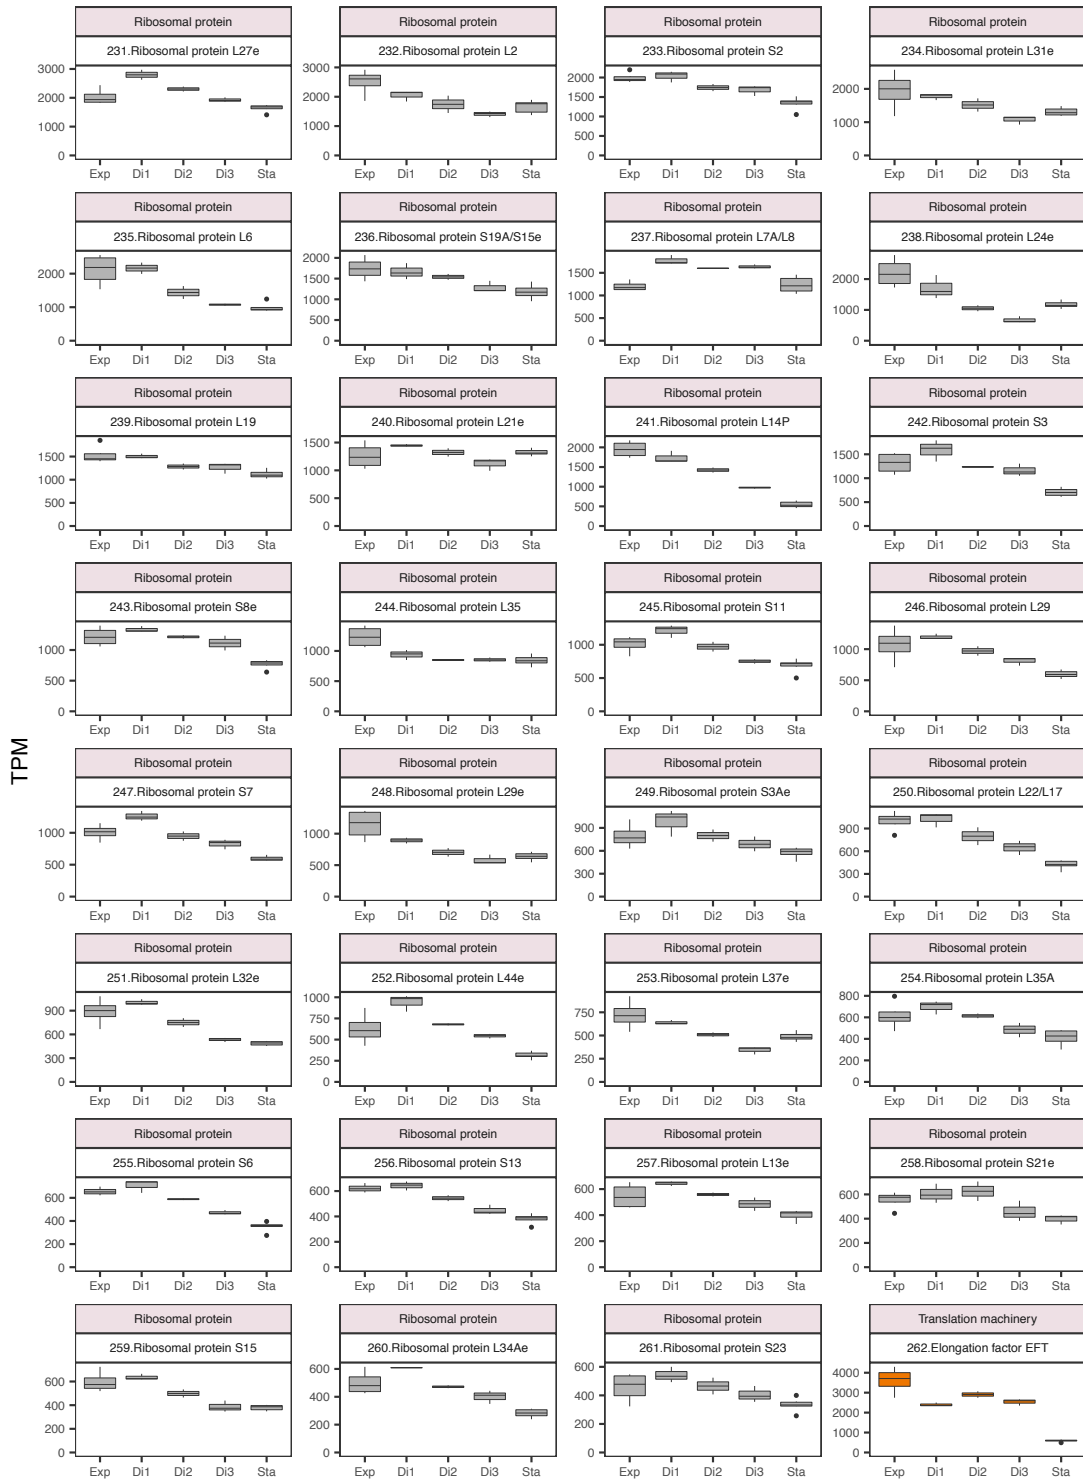 Ribosomal protein Ribosomal protein Ribosomal protein Ribosomal protein
231.Ribosomal protein L27e 232.Ribosomal protein L2 233.Ribosomal protein S2 234.Ribosomal protein L31e
3000 2000 1000 0 3000 2000 1000 0 2000 1500 1000 500 0 2000 1000 0
Exp Di1 Di2 Di3 Sta Exp Di1 Di2 Di3 Sta Exp Di1 Di2 Di3 Sta Exp Di1 Di2 Di3 Sta
Ribosomal protein Ribosomal protein Ribosomal protein Ribosomal protein
235.Ribosomal protein L6 236.Ribosomal protein S19A/S15e 237.Ribosomal protein L7A/L8 238.Ribosomal protein L24e
2000 1000 0 2000 1500 1000 500 0 1500 1000 500 0 2000 1000 0
Exp Di1 Di2 Di3 Sta Exp Di1 Di2 Di3 Sta Exp Di1 Di2 Di3 Sta Exp Di1 Di2 Di3 Sta
Ribosomal protein Ribosomal protein Ribosomal protein Ribosomal protein
239.Ribosomal protein L19 240.Ribosomal protein L21e 241.Ribosomal protein L14P 242.Ribosomal protein S3
1500 1000 500 0 1500 1000 500 0 2000 1500 1000 500 0 1500 1000 500 0
Exp Di1 Di2 Di3 Sta Exp Di1 Di2 Di3 Sta Exp Di1 Di2 Di3 Sta Exp Di1 Di2 Di3 Sta
Ribosomal protein Ribosomal protein Ribosomal protein Ribosomal protein
243.Ribosomal protein S8e 244.Ribosomal protein L35 245.Ribosomal protein S11 246.Ribosomal protein L29
1000 500 0 1000 500 0 1000 500 0 1000 500 0
Exp Di1 Di2 Di3 Sta Exp Di1 Di2 Di3 Sta Exp Di1 Di2 Di3 Sta Exp Di1 Di2 Di3 Sta
TPM
Ribosomal protein Ribosomal protein Ribosomal protein Ribosomal protein
247.Ribosomal protein S7 248.Ribosomal protein L29e 249.Ribosomal protein S3Ae 250.Ribosomal protein L22/L17
1000 500 0 1000 500 0 900 600 300 0 900 600 300 0
Exp Di1 Di2 Di3 Sta Exp Di1 Di2 Di3 Sta Exp Di1 Di2 Di3 Sta Exp Di1 Di2 Di3 Sta
Ribosomal protein Ribosomal protein Ribosomal protein Ribosomal protein
251.Ribosomal protein L32e 252.Ribosomal protein L44e 253.Ribosomal protein L37e 254.Ribosomal protein L35A
900 600 300 0 1000 750 500 250 0 750 500 250 0 800 600 400 200 0
Exp Di1 Di2 Di3 Sta Exp Di1 Di2 Di3 Sta Exp Di1 Di2 Di3 Sta Exp Di1 Di2 Di3 Sta
Ribosomal protein Ribosomal protein Ribosomal protein Ribosomal protein
255.Ribosomal protein S6 256.Ribosomal protein S13 257.Ribosomal protein L13e 258.Ribosomal protein S21e
600 400 200 0 600 400 200 0 600 400 200 0 600 400 200 0
Exp Di1 Di2 Di3 Sta Exp Di1 Di2 Di3 Sta Exp Di1 Di2 Di3 Sta Exp Di1 Di2 Di3 Sta
Ribosomal protein Ribosomal protein Ribosomal protein Translation machinery
259.Ribosomal protein S15 260.Ribosomal protein L34Ae 261.Ribosomal protein S23 262.Elongation factor EFT
600 400 200 0 600 400 200 0 600 400 200 0 4000 3000 2000 1000 0
Exp Di1 Di2 Di3 Sta Exp Di1 Di2 Di3 Sta Exp Di1 Di2 Di3 Sta Exp Di1 Di2 Di3 Sta